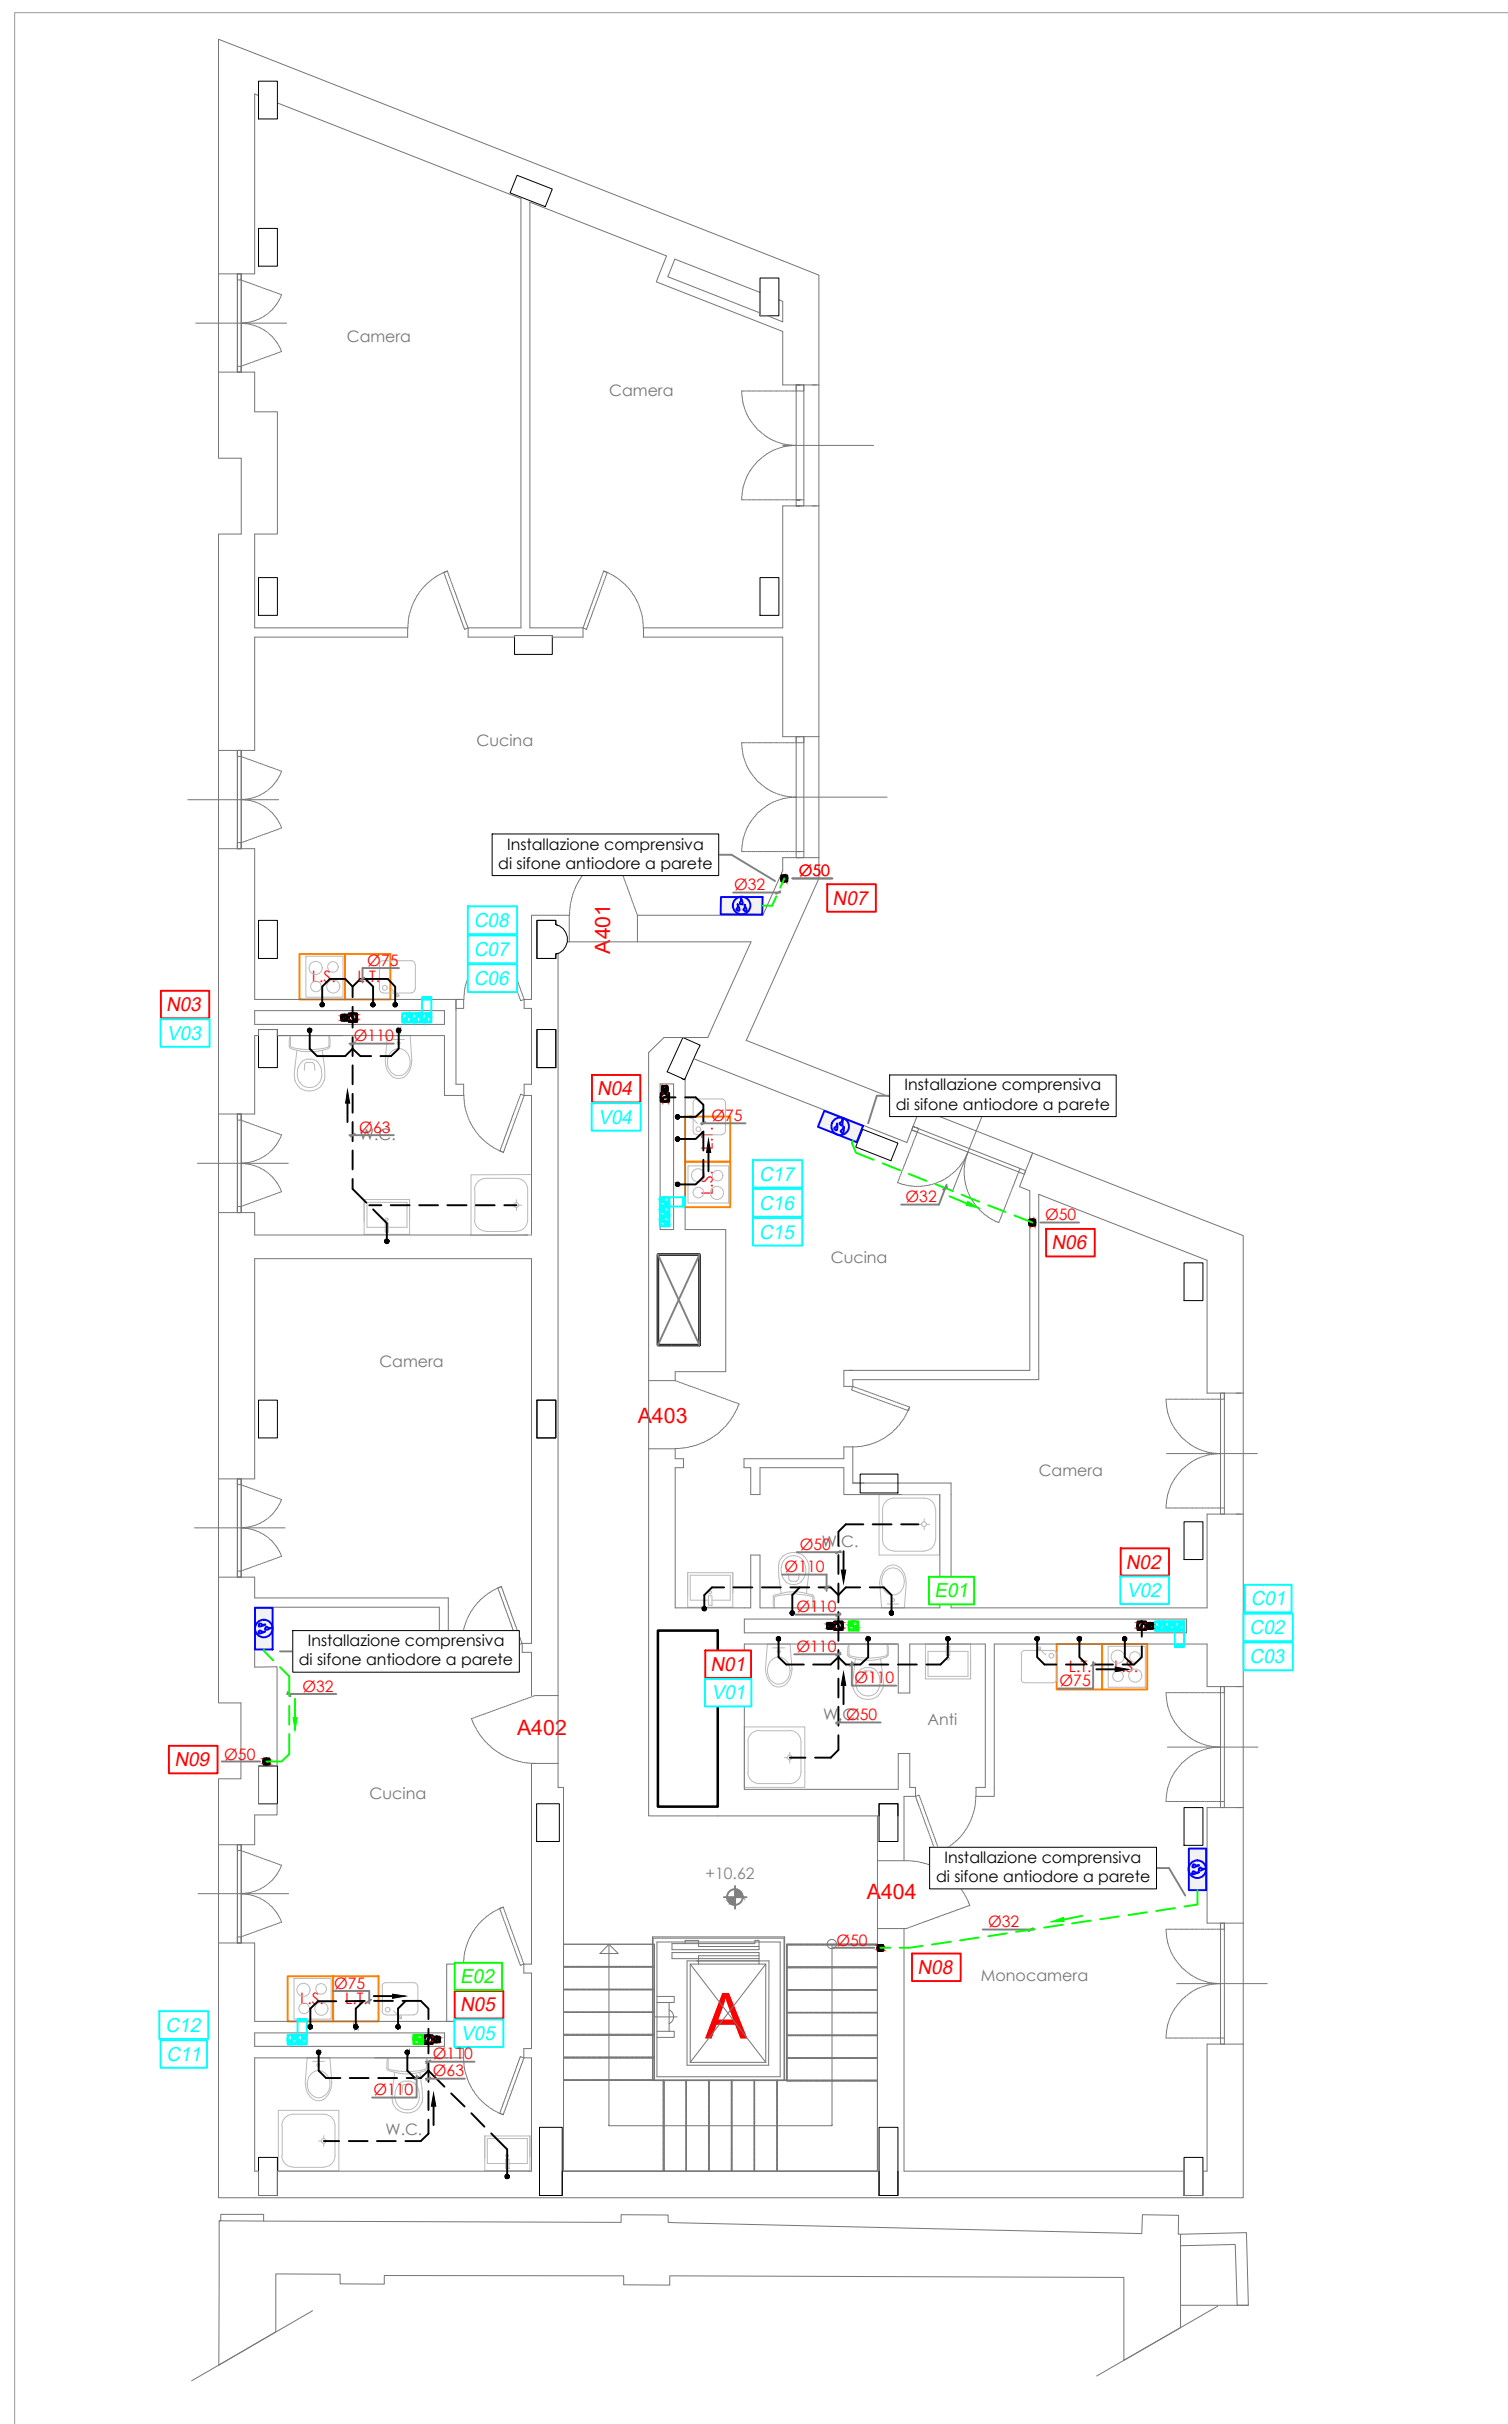 Camera
Camera
Cucina
Installazione comprensiva
di sifone antiodore a parete
Ø50
Ø32
N07
A401
C08
C07
C06
Ø75
L.S.
L.T.
N03
V03
Ø110
Ø63
W.C.
N04
V04
Ø75
L.T.
L.S.
Installazione comprensiva
di sifone antiodore a parete
Ø32
Ø50
N06
C17
C16
C15
Cucina
Camera
A403
Camera
W.C.
Ø50
Ø110
Ø110
E01
N02
V02
C01
C02
C03
Ø110
N01
V01
Ø110
W.C.
Ø50
Anti
L.T.
L.S.
Ø75
Installazione comprensiva
di sifone antiodore a parete
Ø32
A402
N09
Ø50
Cucina
Installazione comprensiva
di sifone antiodore a parete
+10.62
A404
Ø32
Ø50
N08
Monocamera
A
Ø75
L.S.
L.T.
E02
N05
V05
C12
C11
Ø110
Ø63
Ø110
W.C.